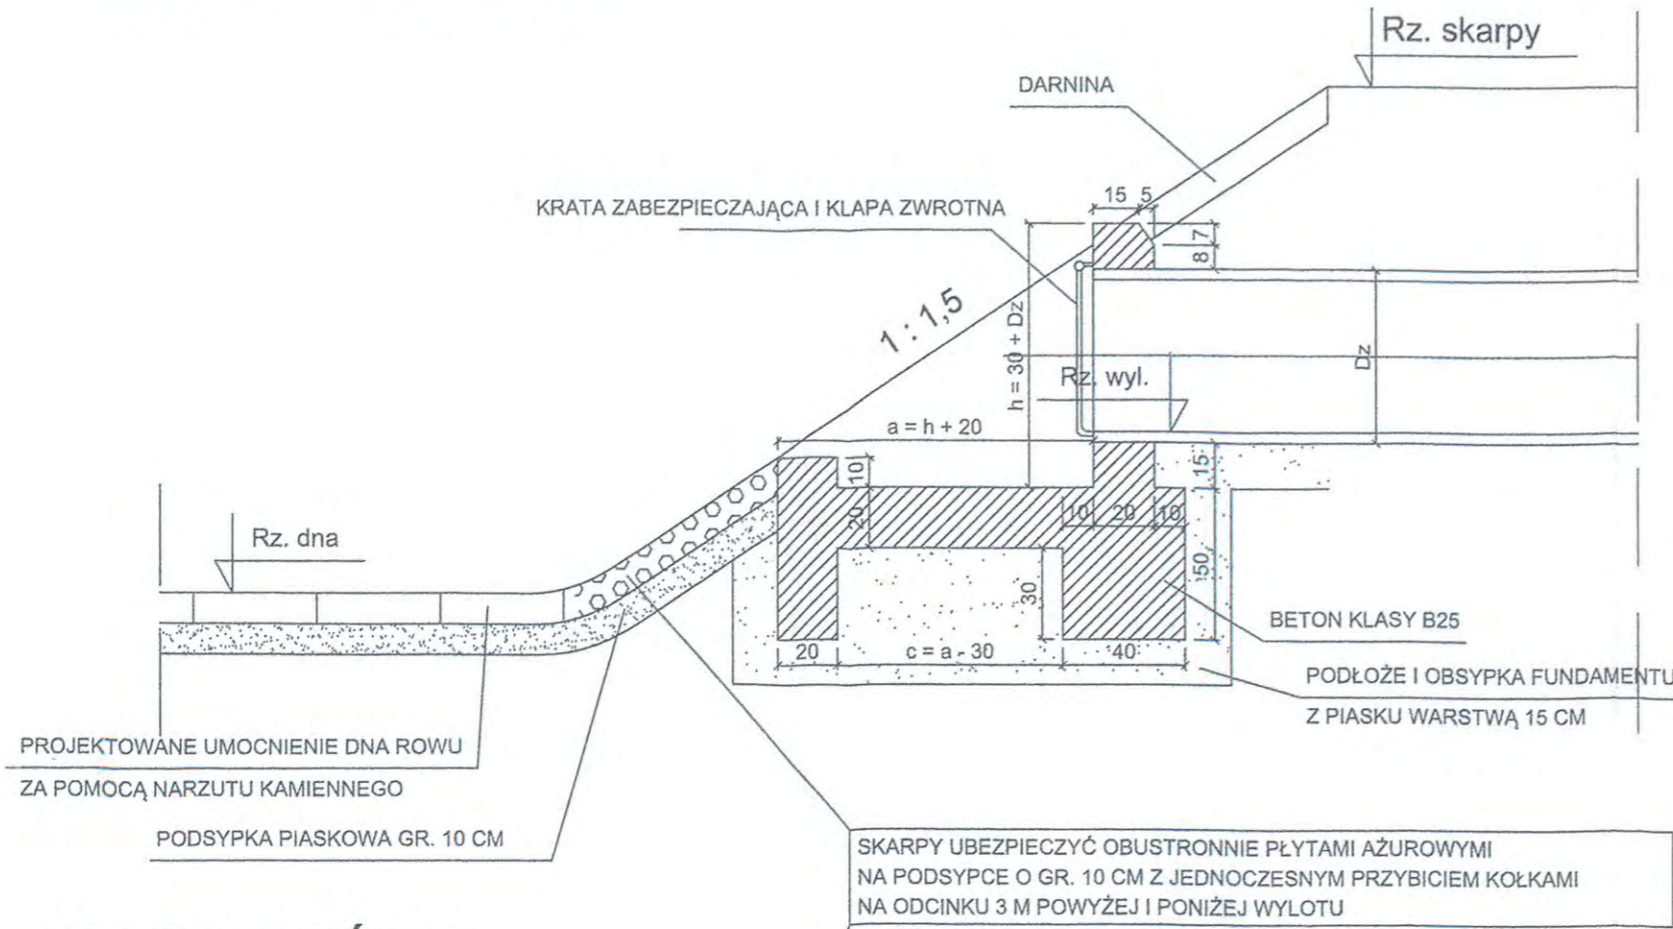 Rz. skarpy
DARNINA
KRATA ZABEZPIECZAJĄCA I KLAPA ZWROTNA
15 5
7
8
1 : 1,5
h = 30 + Dz
Dz
Rz. wyl.
a = h + 20
10
20
10 20 10
15
50
30
Rz. dna
20
c = a - 30
40
BETON KLASY B25
PODŁOŻE I OBSYPKA FUNDAMENTU
Z PIASKU WARSTWĄ 15 CM
PROJEKTOWANE UMOCNIENIE DNA ROWU
ZA POMOCĄ NARZUTU KAMIENNEGO
PODSYPKA PIASKOWA GR. 10 CM
SKARPY UBEZPIECZYĆ OBUSTRONNIE PŁYTAMI AŻUROWYMI
NA PODSYPCE O GR. 10 CM Z JEDNOCZESNYM PRZYBICIEM KOŁKAMI
NA ODCINKU 3 M POWYŻEJ I PONIŻEJ WYLOTU